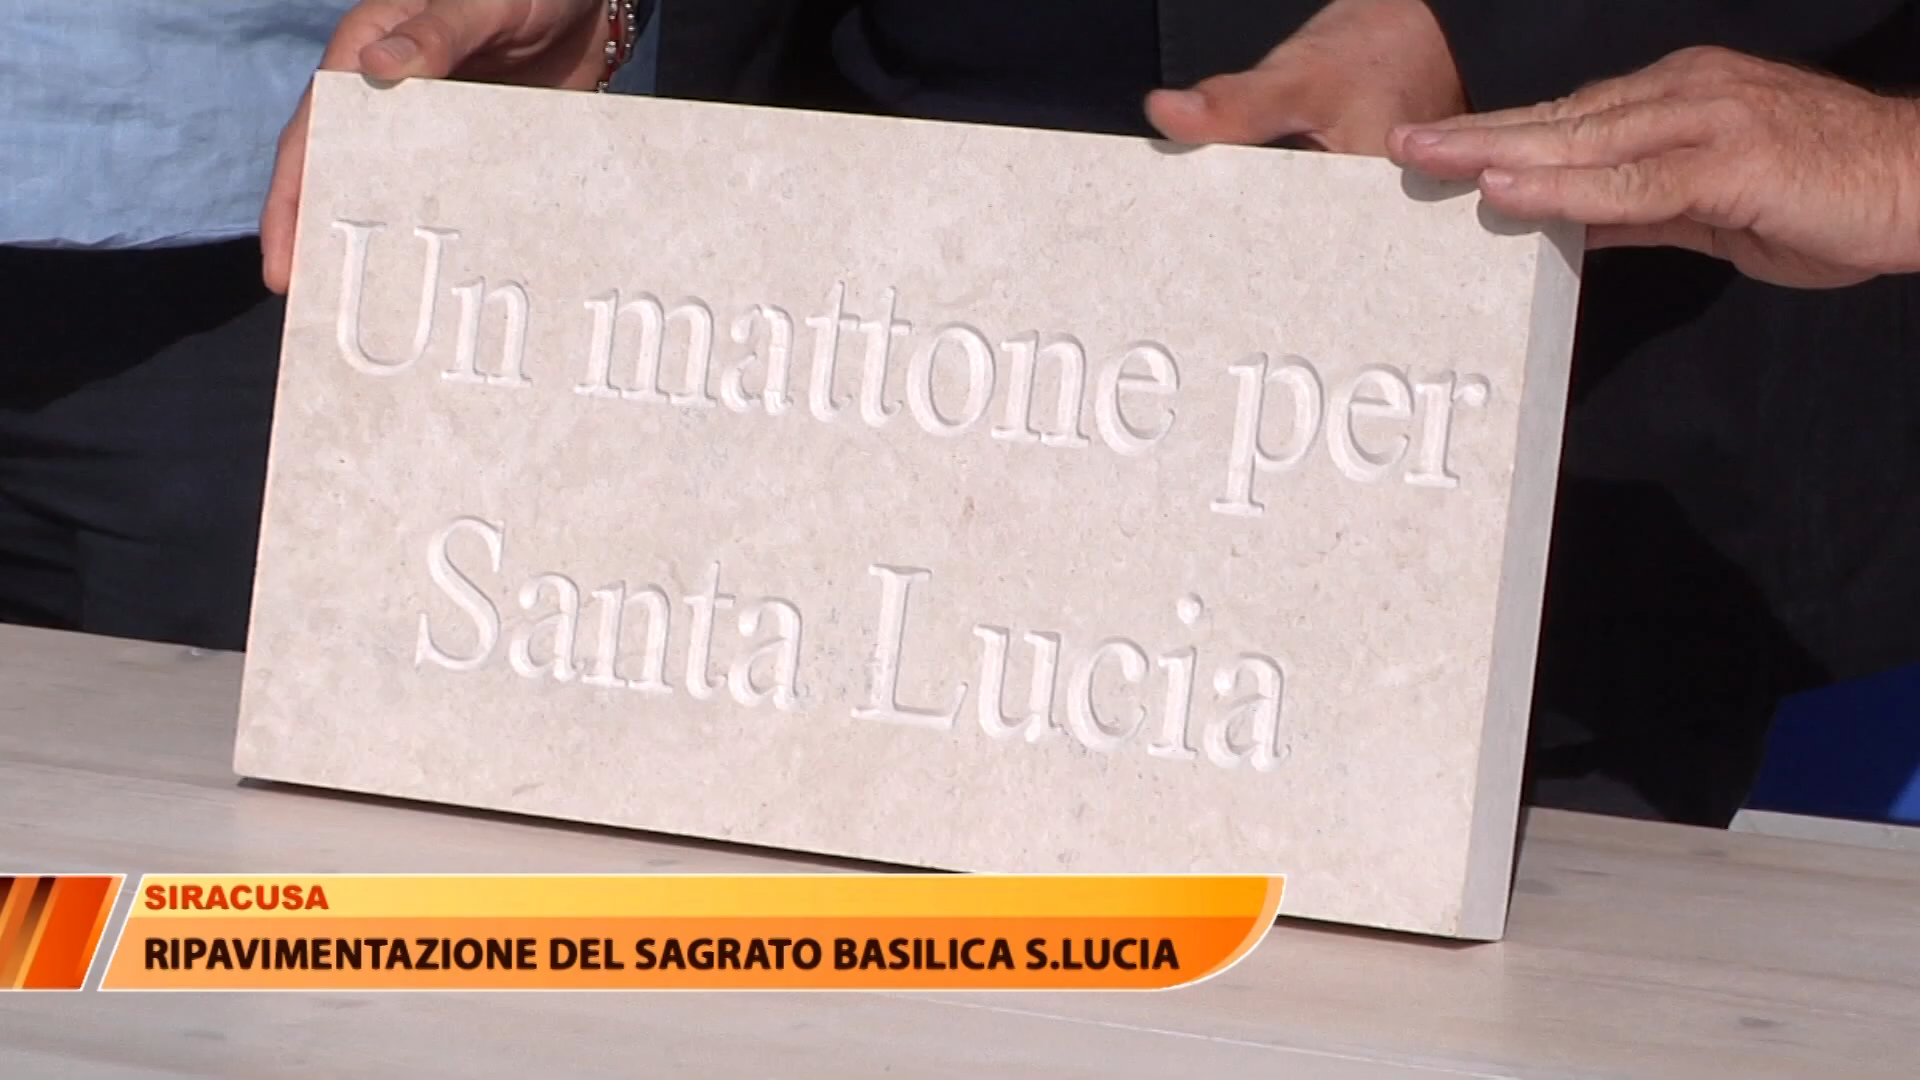 Un mattone per
Santa Lucia
SIRACUSA
RIPAVIMENTAZIONE DEL SAGRATO BASILICA S.LUCIA